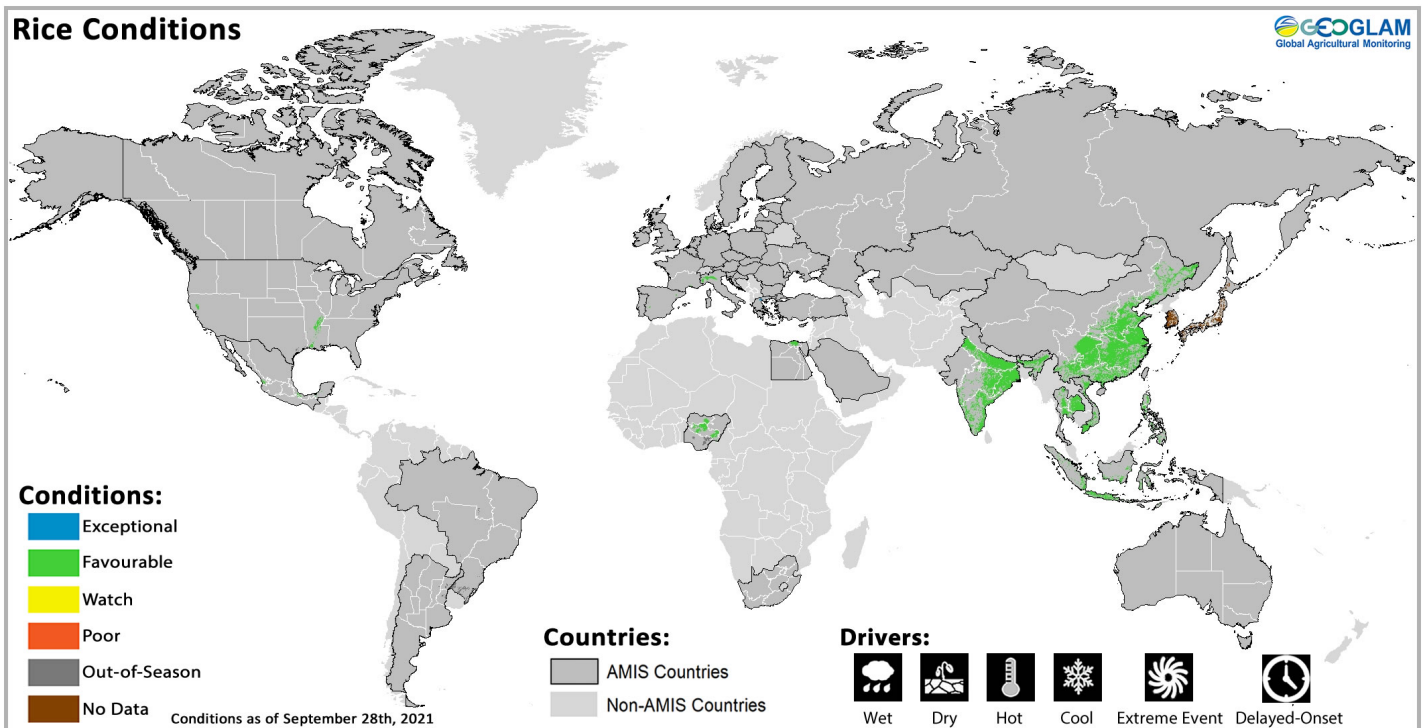 Rice Conditions
GEOGLAM
Global Agricultural Monitoring
Conditions:
Exceptional
Favourable
Watch
Poor
Out-of-Season
No Data
Conditions as of September 28th, 2021
Countries:
AMIS Countries
Non-AMIS Countries
Drivers:
Wet Dry Hot Cool Extreme Event Delayed-Onset